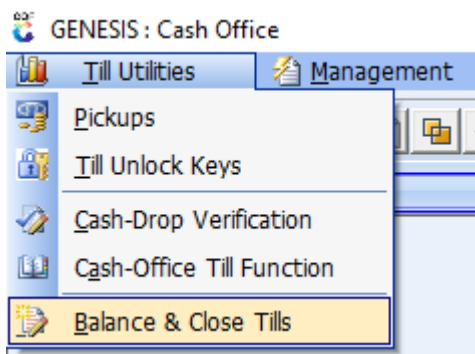 GENESIS : Cash Office
Till Utilities Management
Pickups
Till Unlock Keys
Cash-Drop Verification
Cash-Office Till Function
Balance & Close Tills